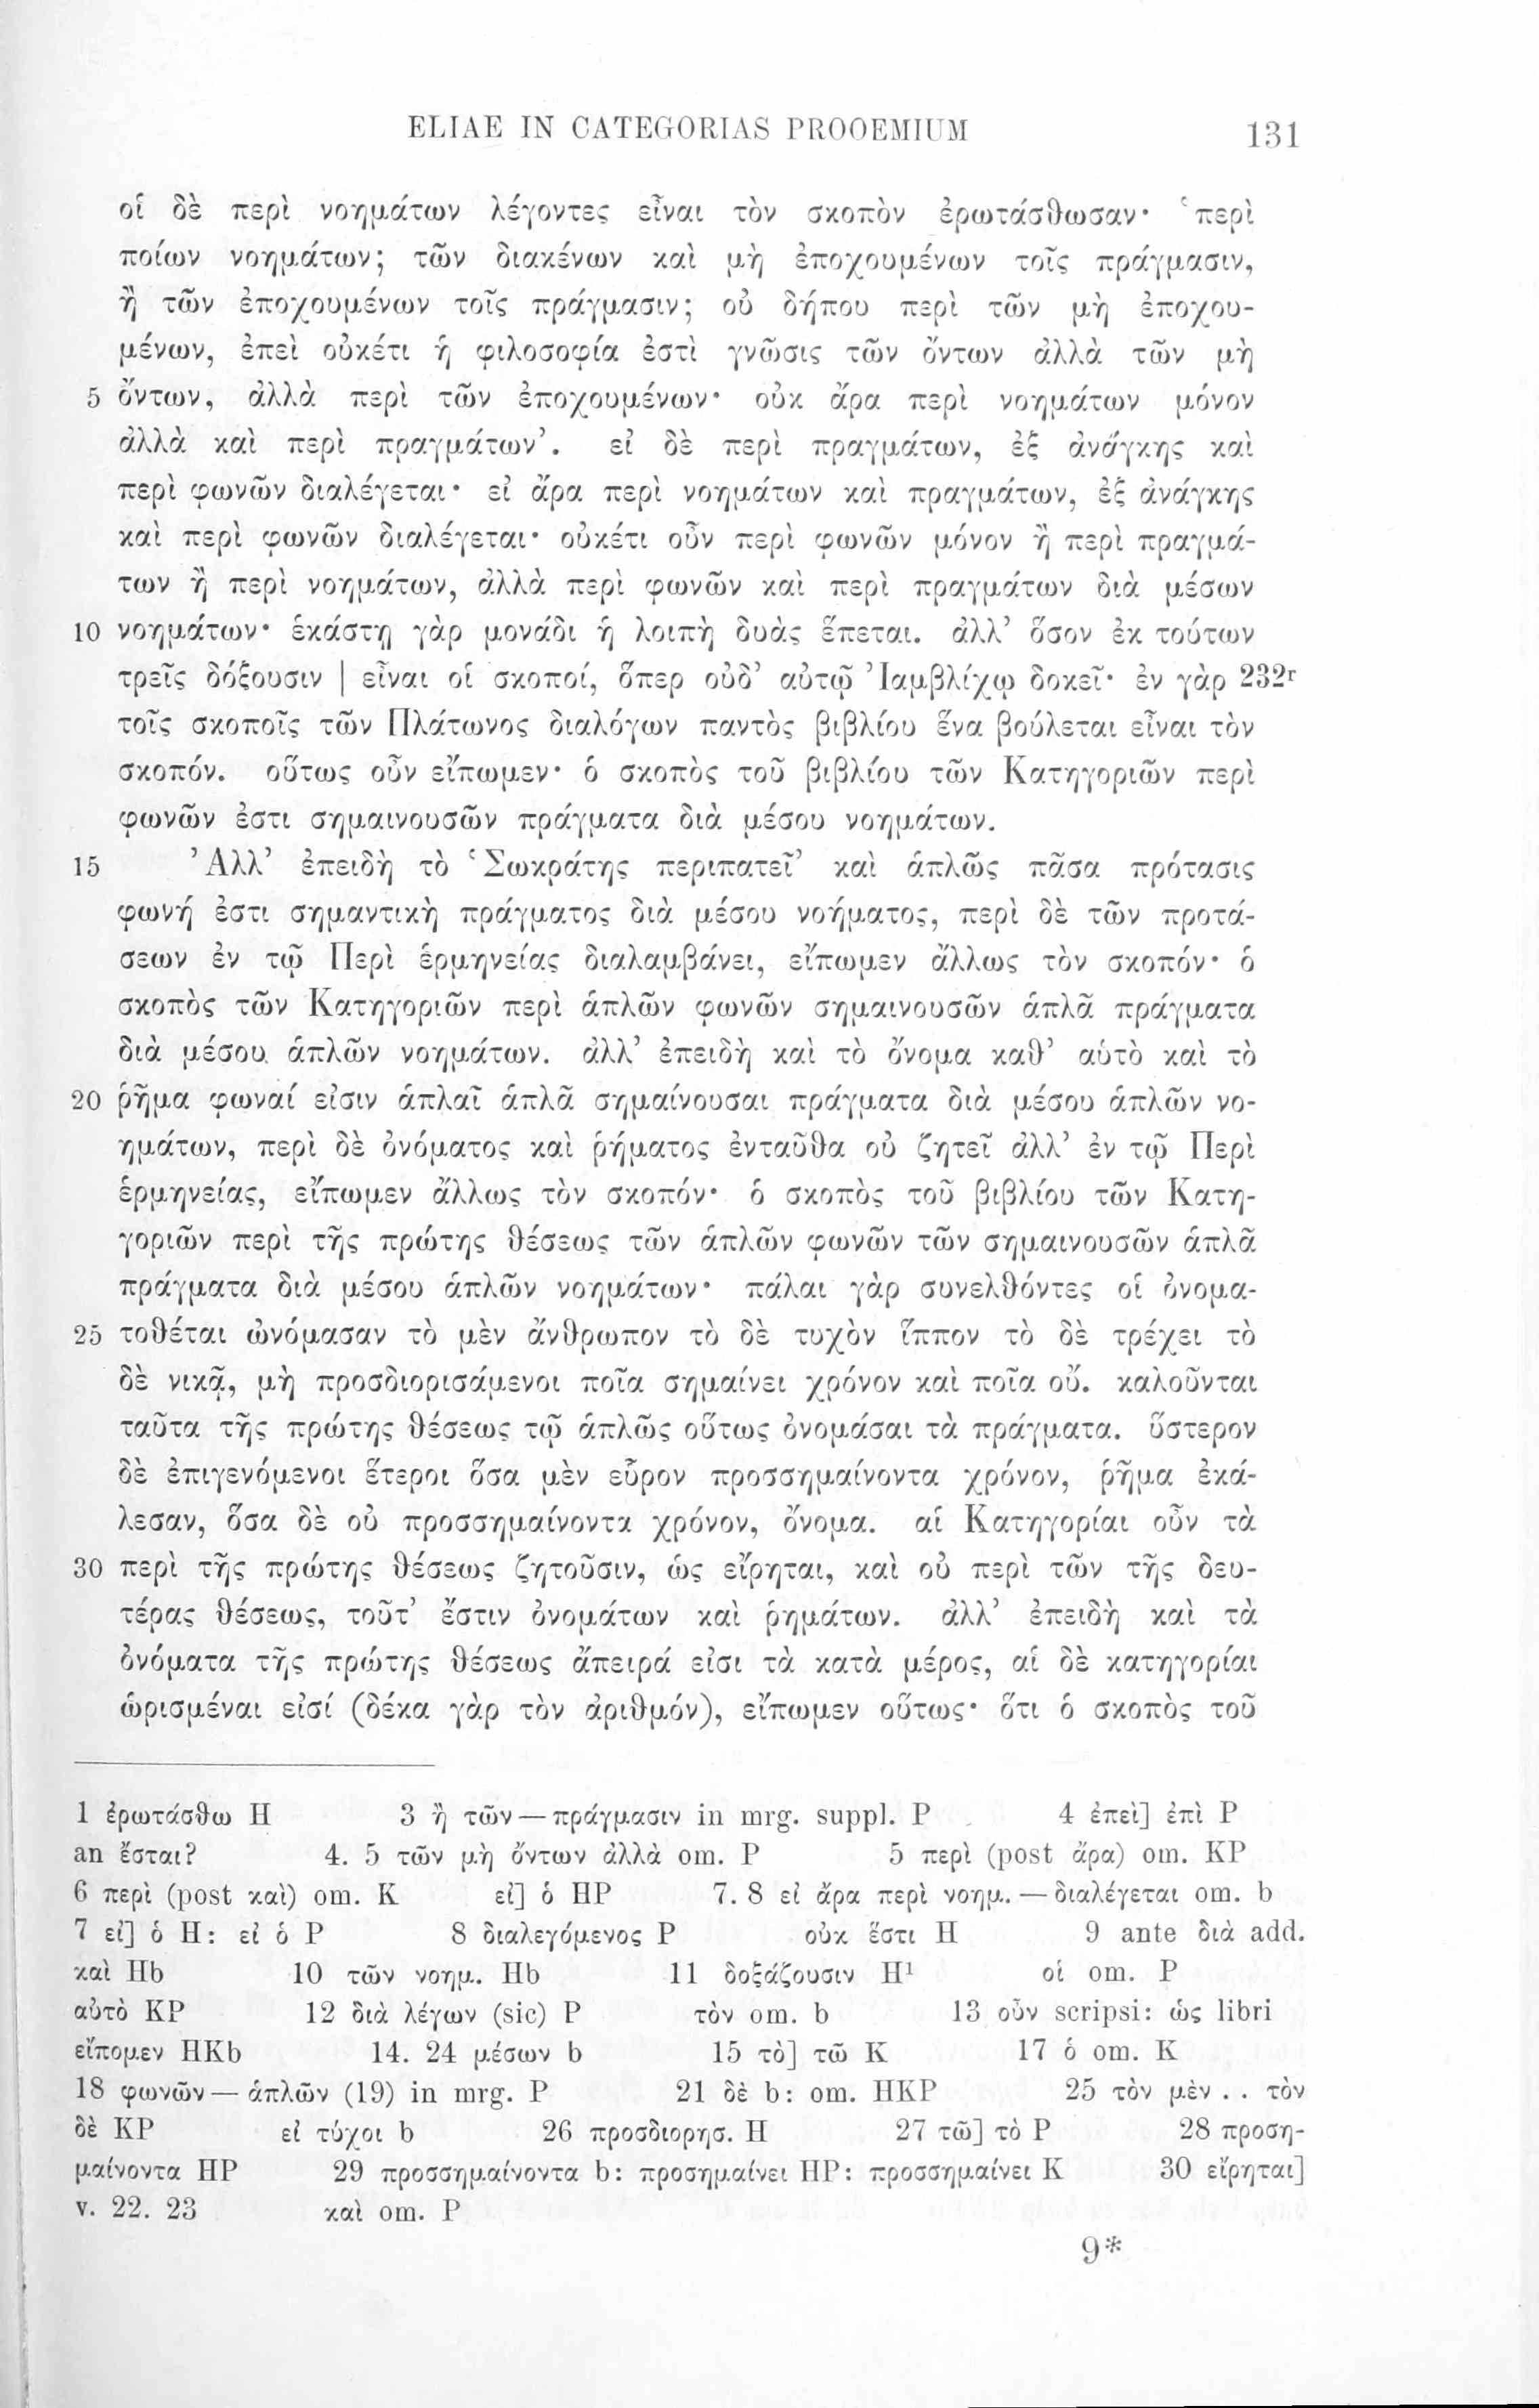 ELIAE IN CATEGORIAS PROOEMIUM 131
οἱ δὲ περὶ νοημάτων λέγοντες εἶναι τὸν σκοπὸν ἐρωτάσθωσαν· ‘περὶ
ποίων νοημάτων; τῶν διακένων καὶ μὴ ἐποχουμένων τοῖς πράγμασιν,
ἢ τῶν ἐποχουμένων τοῖς πράγμασιν; οὐ δήπου περὶ τῶν μὴ ἐποχου-
μένων, ἐπεὶ οὐκέτι ἡ φιλοσοφία ἐστὶ γνῶσις τῶν ὄντων ἀλλὰ τῶν μὴ
5 ὄντων, ἀλλὰ περὶ τῶν ἐποχουμένων· οὐκ ἄρα περὶ νοημάτων μόνον
ἀλλὰ καὶ περὶ πραγμάτων’. εἰ δὲ περὶ πραγμάτων, ἐξ ἀνάγκης καὶ
περὶ φωνῶν διαλέγεται· εἰ ἄρα περὶ νοημάτων καὶ πραγμάτων, ἐξ ἀνάγκης
καὶ περὶ φωνῶν διαλέγεται· οὐκέτι οὖν περὶ φωνῶν μόνον ἢ περὶ πραγμά-
των ἢ περὶ νοημάτων, ἀλλὰ περὶ φωνῶν καὶ περὶ πραγμάτων διὰ μέσων
10 νοημάτων· ἑκάστῃ γὰρ μονάδι ἡ λοιπὴ δυὰς ἕπεται. ἀλλ’ ὅσον ἐκ τούτων
τρεῖς δόξουσιν | εἶναι οἱ σκοποί, ὅπερ οὐδ’ αὐτῷ Ἰαμβλίχῳ δοκεῖ· ἐν γὰρ 232r
τοῖς σκοποῖς τῶν Πλάτωνος διαλόγων παντὸς βιβλίου ἕνα βούλεται εἶναι τὸν
σκοπόν. οὕτως οὖν εἴπωμεν· ὁ σκοπὸς τοῦ βιβλίου τῶν Κατηγοριῶν περὶ
φωνῶν ἐστι σημαινουσῶν πράγματα διὰ μέσου νοημάτων.
15 Ἀλλ’ ἐπειδὴ τὸ ‘Σωκράτης περιπατεῖ’ καὶ ἁπλῶς πᾶσα πρότασις
φωνή ἐστι σημαντικὴ πράγματος διὰ μέσου νοήματος, περὶ δὲ τῶν προτά-
σεων ἐν τῷ Περὶ ἑρμηνείας διαλαμβάνει, εἴπωμεν ἄλλως τὸν σκοπόν· ὁ
σκοπὸς τῶν Κατηγοριῶν περὶ ἁπλῶν φωνῶν σημαινουσῶν ἁπλᾶ πράγματα
διὰ μέσου ἁπλῶν νοημάτων. ἀλλ’ ἐπειδὴ καὶ τὸ ὄνομα καθ’ αὑτὸ καὶ τὸ
20 ῥῆμα φωναί εἰσιν ἁπλαῖ ἁπλᾶ σημαίνουσαι πράγματα διὰ μέσου ἁπλῶν νο-
ημάτων, περὶ δὲ ὀνόματος καὶ ῥήματος ἐνταῦθα οὐ ζητεῖ ἀλλ’ ἐν τῷ Περὶ
ἑρμηνείας, εἴπωμεν ἄλλως τὸν σκοπόν· ὁ σκοπὸς τοῦ βιβλίου τῶν Κατη-
γοριῶν περὶ τῆς πρώτης θέσεως τῶν ἁπλῶν φωνῶν τῶν σημαινουσῶν ἁπλᾶ
πράγματα διὰ μέσου ἁπλῶν νοημάτων· πάλαι γὰρ συνελθόντες οἱ ὀνομα-
25 τοθέται ὠνόμασαν τὸ μὲν ἄνθρωπον τὸ δὲ τυχὸν ἵππον τὸ δὲ τρέχει τὸ
δὲ νικᾷ, μὴ προσδιορισάμενοι ποῖα σημαίνει χρόνον καὶ ποῖα οὔ. καλοῦνται
ταῦτα τῆς πρώτης θέσεως τῷ ἁπλῶς οὕτως ὀνομάσαι τὰ πράγματα. ὕστερον
δὲ ἐπιγενόμενοι ἕτεροι ὅσα μὲν εὗρον προσσημαίνοντα χρόνον, ῥῆμα ἐκά-
λεσαν, ὅσα δὲ οὐ προσσημαίνοντα χρόνον, ὄνομα. αἱ Κατηγορίαι οὖν τὰ
30 περὶ τῆς πρώτης θέσεως ζητοῦσιν, ὡς εἴρηται, καὶ οὐ περὶ τῶν τῆς δευ-
τέρας θέσεως, τοῦτ’ ἔστιν ὀνομάτων καὶ ῥημάτων. ἀλλ’ ἐπειδὴ καὶ τὰ
ὀνόματα τῆς πρώτης θέσεως ἄπειρά εἰσι τὰ κατὰ μέρος, αἱ δὲ κατηγορίαι
ὡρισμέναι εἰσί (δέκα γὰρ τὸν ἀριθμόν), εἴπωμεν οὕτως· ὅτι ὁ σκοπὸς τοῦ
1 ἐρωτάσθω H 3 ἢ τῶν — πράγμασιν in mrg. suppl. P 4 ἐπεὶ] ἐπὶ P
an ἔσται? 4. 5 τῶν μὴ ὄντων ἀλλὰ om. P 5 περὶ (post ἄρα) om. KP
6 περὶ (post καὶ) om. K εἰ] ὁ HP 7. 8 εἰ ἄρα περὶ νοημ. — διαλέγεται om. b
7 εἰ] ὁ H: εἰ ὁ P 8 διαλεγόμενος P οὐκ ἔστι H 9 ante διὰ add.
καὶ Hb 10 τῶν νοημ. Hb 11 δοξάζουσιν H¹ οἱ om. P
αὐτὸ KP 12 διὰ λέγων (sic) P τὸν om. b 13 οὖν scripsi: ὡς libri
εἴπομεν HKb 14. 24 μέσων b 15 τὸ] τῶ K 17 ὁ om. K
18 φωνῶν — ἁπλῶν (19) in mrg. P 21 δὲ b: om. HKP 25 τὸν μὲν . . τὸν
δὲ KP εἰ τύχοι b 26 προσδιορησ. H 27 τῶ] τὸ P 28 προση-
μαίνοντα HP 29 προσσημαίνοντα b: προσημαίνει HP: προσσημαίνει K 30 εἴρηται]
v. 22. 23 καὶ om. P
9*